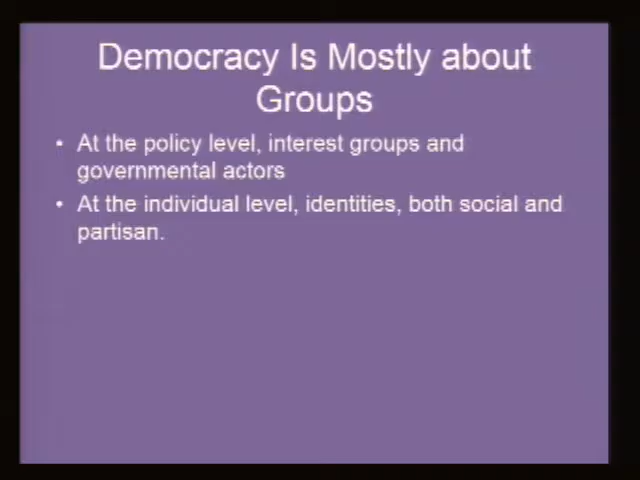 Democracy Is Mostly about
Groups
• At the policy level, interest groups and
governmental actors
• At the individual level, identities, both social and
partisan.